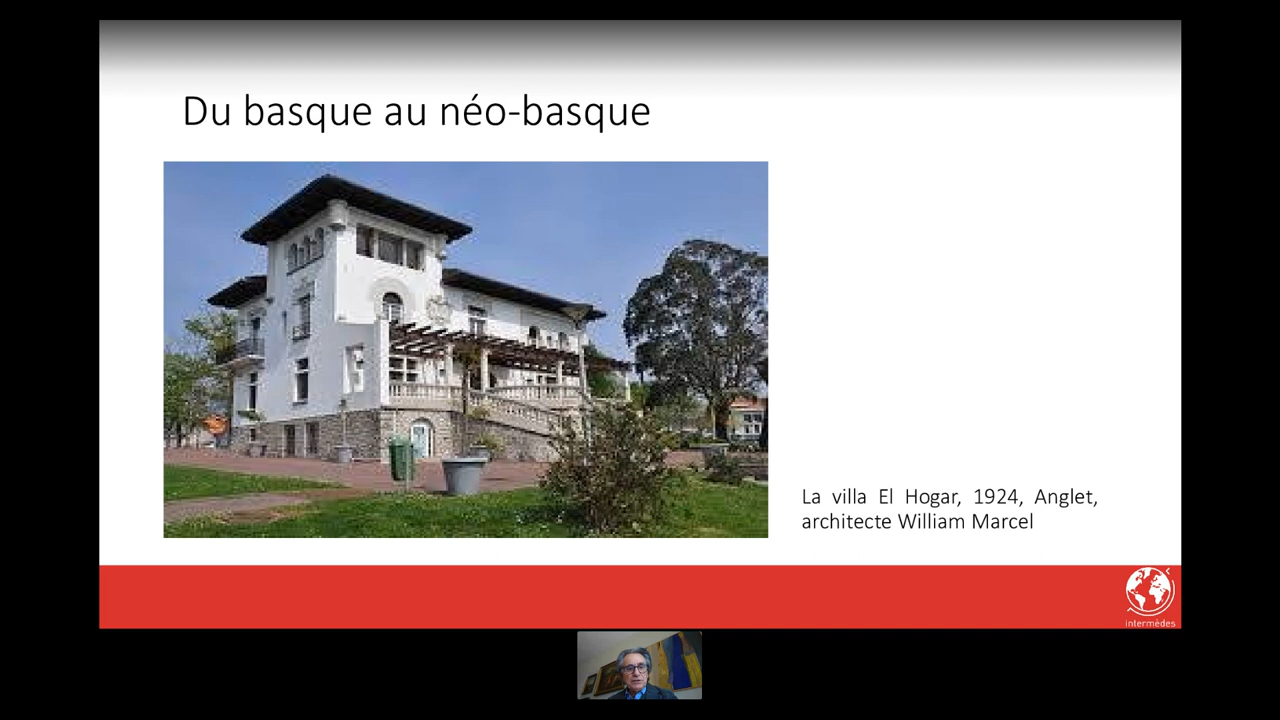 Du basque au néo-basque
La villa El Hogar, 1924, Anglet,
architecte William Marcel
intermèdes